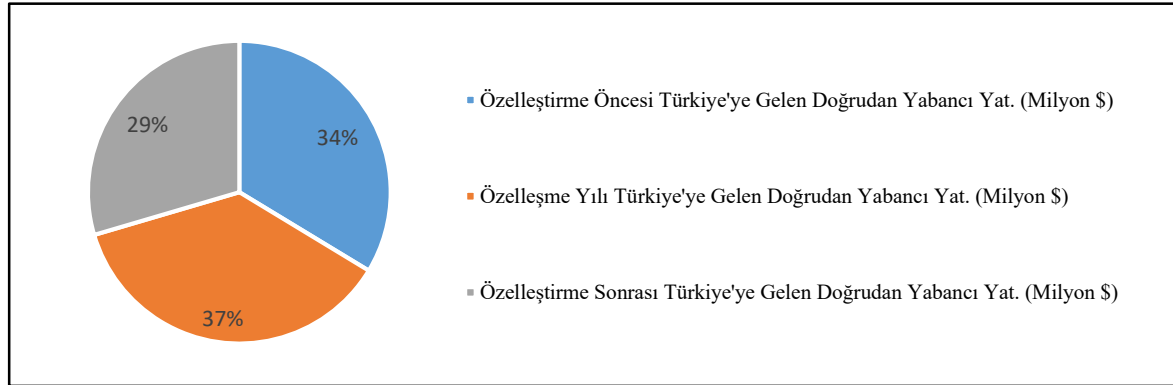 29%
34%
37%
Özelleştirme Öncesi Türkiye'ye Gelen Doğrudan Yabancı Yat. (Milyon $)
Özelleşme Yılı Türkiye'ye Gelen Doğrudan Yabancı Yat. (Milyon $)
Özelleştirme Sonrası Türkiye'ye Gelen Doğrudan Yabancı Yat. (Milyon $)